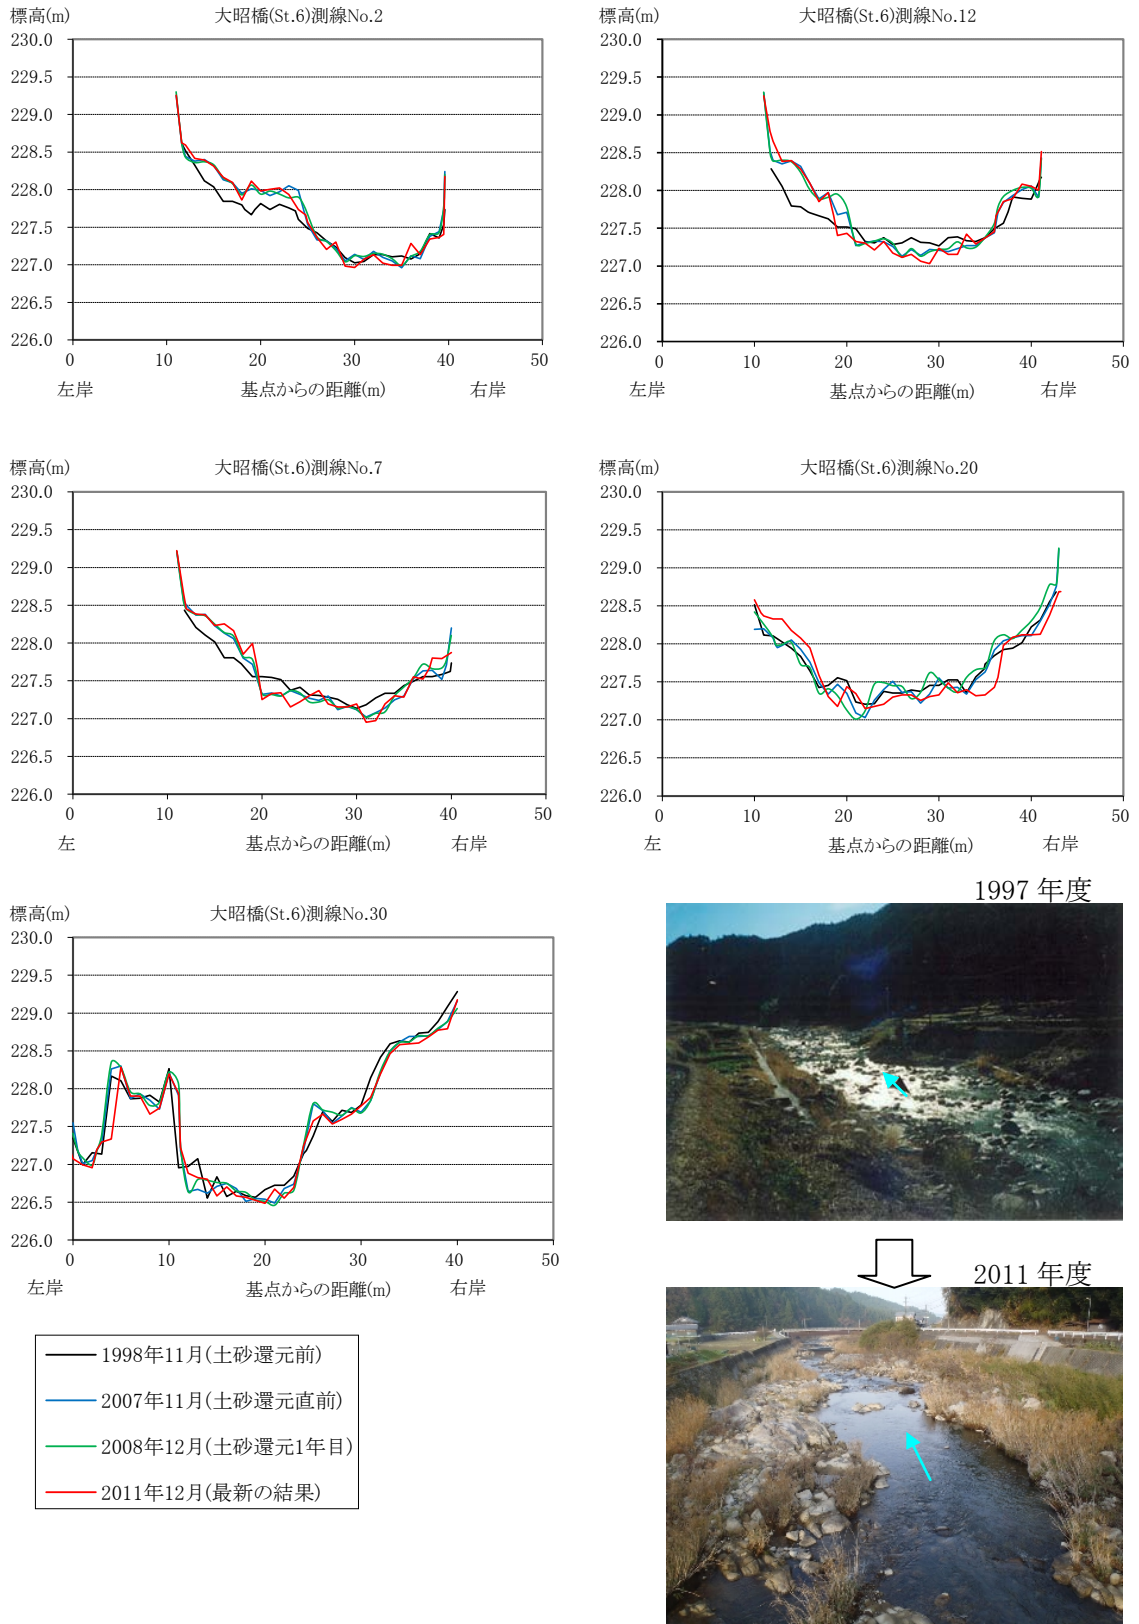 標高(m)
大昭橋(St.6)測線No.2
230.0
229.5
229.0
228.5
228.0
227.5
227.0
226.5
226.0
0
10
20
30
40
50
左岸
基点からの距離(m)
右岸
標高(m)
大昭橋(St.6)測線No.12
230.0
229.5
229.0
228.5
228.0
227.5
227.0
226.5
226.0
0
10
20
30
40
50
左岸
基点からの距離(m)
右岸
標高(m)
大昭橋(St.6)測線No.7
230.0
229.5
229.0
228.5
228.0
227.5
227.0
226.5
226.0
0
10
20
30
40
50
左
基点からの距離(m)
右岸
標高(m)
大昭橋(St.6)測線No.20
230.0
229.5
229.0
228.5
228.0
227.5
227.0
226.5
226.0
0
10
20
30
40
50
左
基点からの距離(m)
右岸
標高(m)
大昭橋(St.6)測線No.30
230.0
229.5
229.0
228.5
228.0
227.5
227.0
226.5
226.0
0
10
20
30
40
50
左岸
基点からの距離(m)
右岸
1997 年度
2011 年度
1998年11月(土砂還元前)
2007年11月(土砂還元直前)
2008年12月(土砂還元1年目)
2011年12月(最新の結果)